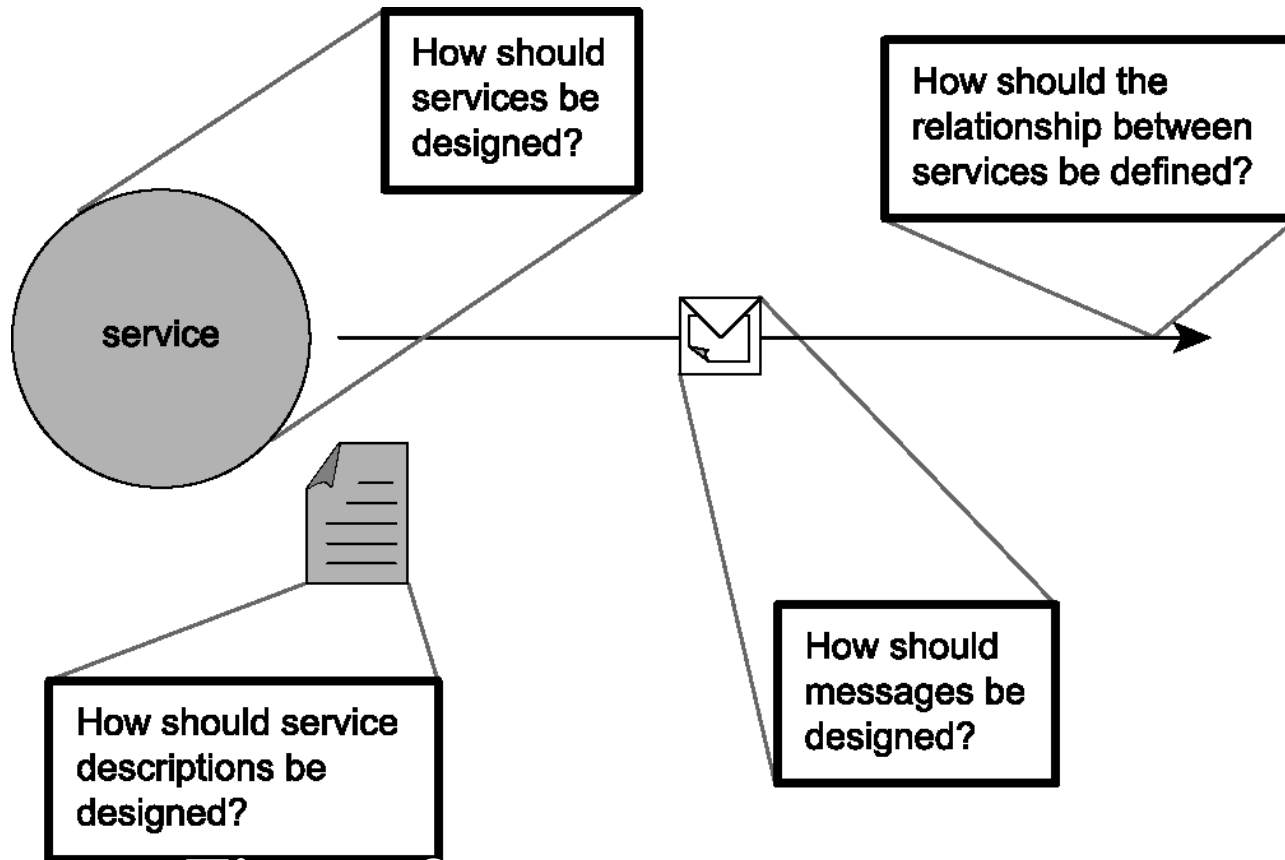 How should
services be
designed?
How should the
relationship between
services be defined?
service
How should service
descriptions be
designed?
How should
messages be
designed?